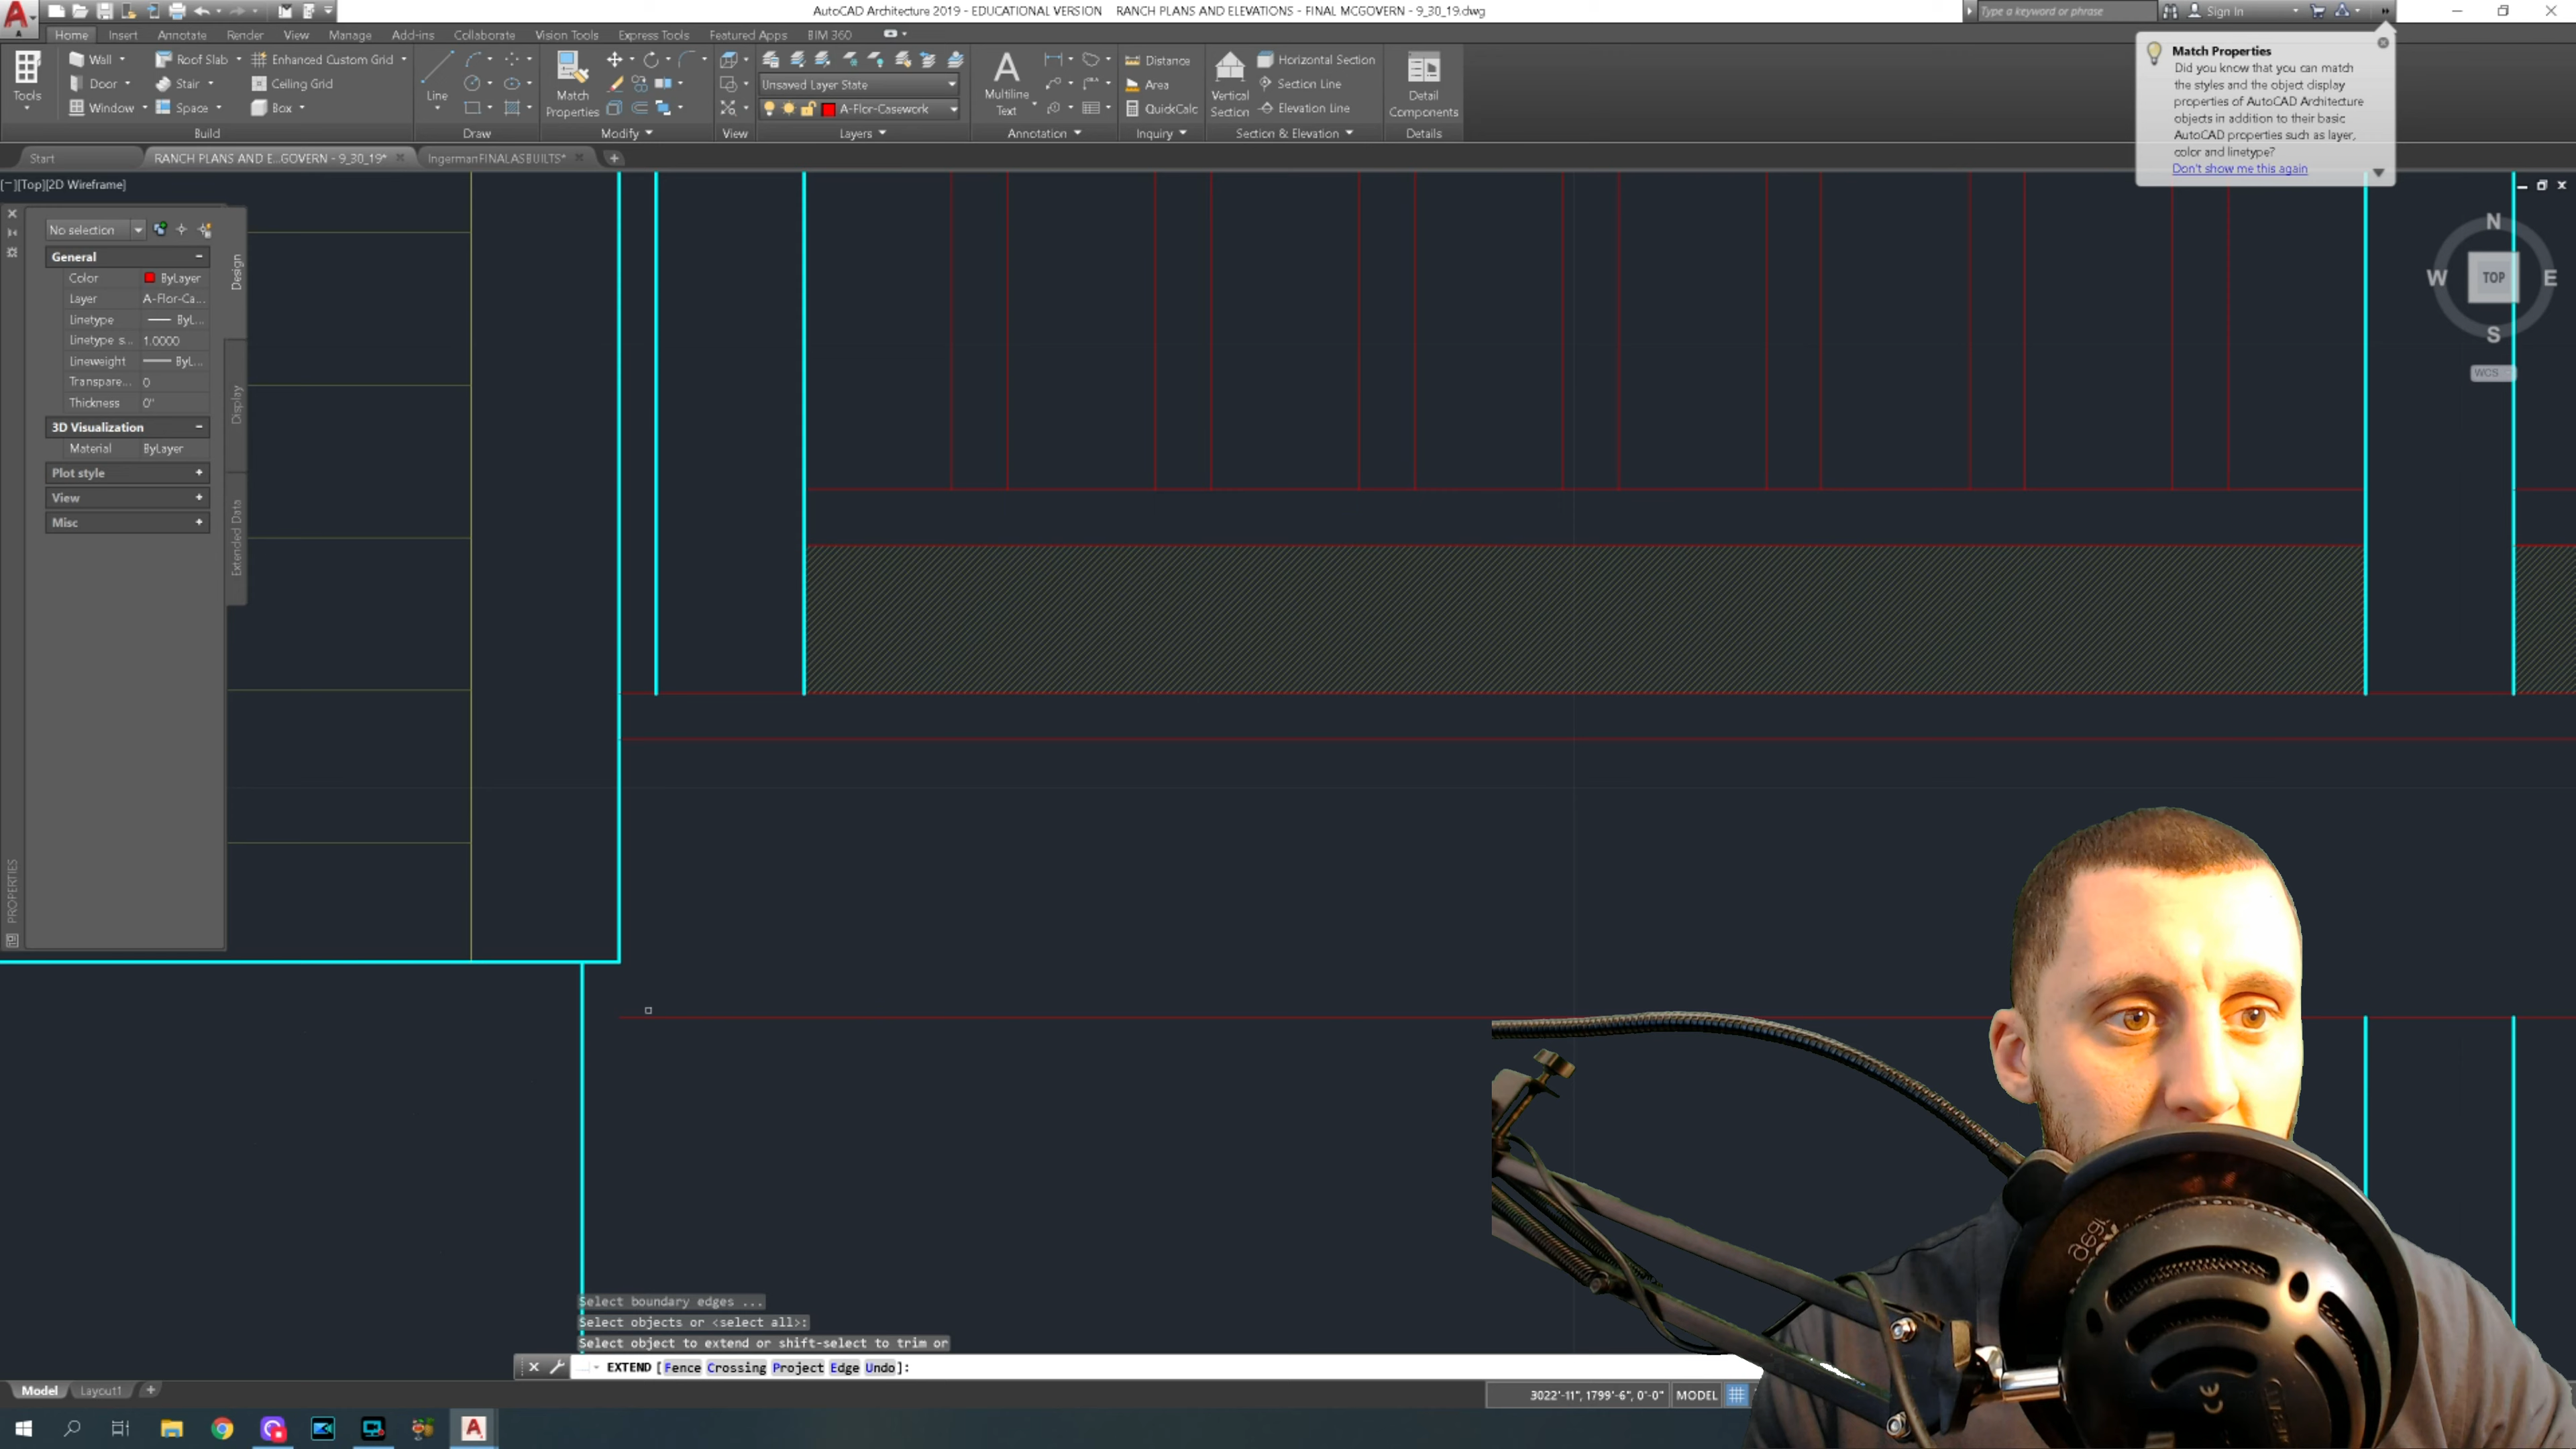 AutoCAD Architecture 2019 - EDUCATIONAL VERSION RANCH PLANS AND ELEVATIONS - FINAL MCGOVERN - 9_30_19.dwg
Type a keyword or phrase
Sign In
Home Insert Annotate Render View Manage Add-ins Collaborate Vision Tools Express Tools Featured Apps BIM 360
Tools
Wall
Door
Window
Roof Slab
Stair
Space
Enhanced Custom Grid
Ceiling Grid
Box
Build
Line
Draw
Match
Properties
Modify
View
Unsaved Layer State
A-Flor-Casework
Layers
Multiline
Text
Annotation
Distance
Area
QuickCalc
Inquiry
Vertical
Section
Horizontal Section
Section Line
Elevation Line
Section & Elevation
Detail
Components
Details
Match Properties
Did you know that you can match
the styles and the object display
properties of AutoCAD Architecture
objects in addition to their basic
AutoCAD properties such as layer,
color and linetype?
Don't show me this again
Start
RANCH PLANS AND E...GOVERN - 9_30_19*
IngermanFINALASBUILTS*
[−][Top][2D Wireframe]
No selection
General
Color ByLayer
Layer A-Flor-Ca...
Linetype ByL...
Linetype s... 1.0000
Lineweight ByL...
Transpare... 0
Thickness 0"
3D Visualization
Material ByLayer
Plot style
View
Misc
Design
Display
Extended Data
PROPERTIES
N
W TOP E
S
WCS
Select boundary edges ...
Select objects or <select all>:
Select object to extend or shift-select to trim or
EXTEND [Fence Crossing Project Edge Undo]:
Model Layout1
3022'-11", 1799'-6", 0'-0" MODEL